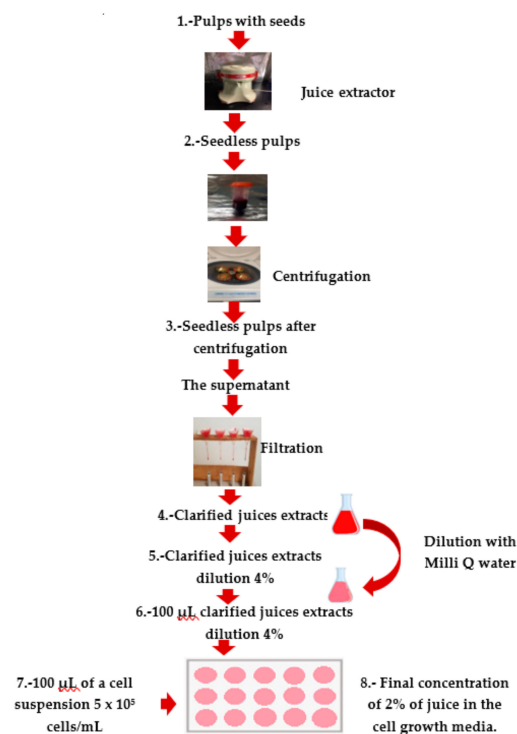 1.-Pulps with seeds
Juice extractor
2.-Seedless pulps
Centrifugation
3.-Seedless pulps after
centrifugation
The supernatant
Filtration
4.-Clarified juices extracts
Dilution with
Milli Q water
5.-Clarified juices extracts
dilution 4%
6.-100 µL clarified juices extracts
dilution 4%
7.-100 µL of a cell
suspension 5 x 10⁵
cells/mL
8.- Final concentration
of 2% of juice in the
cell growth media.